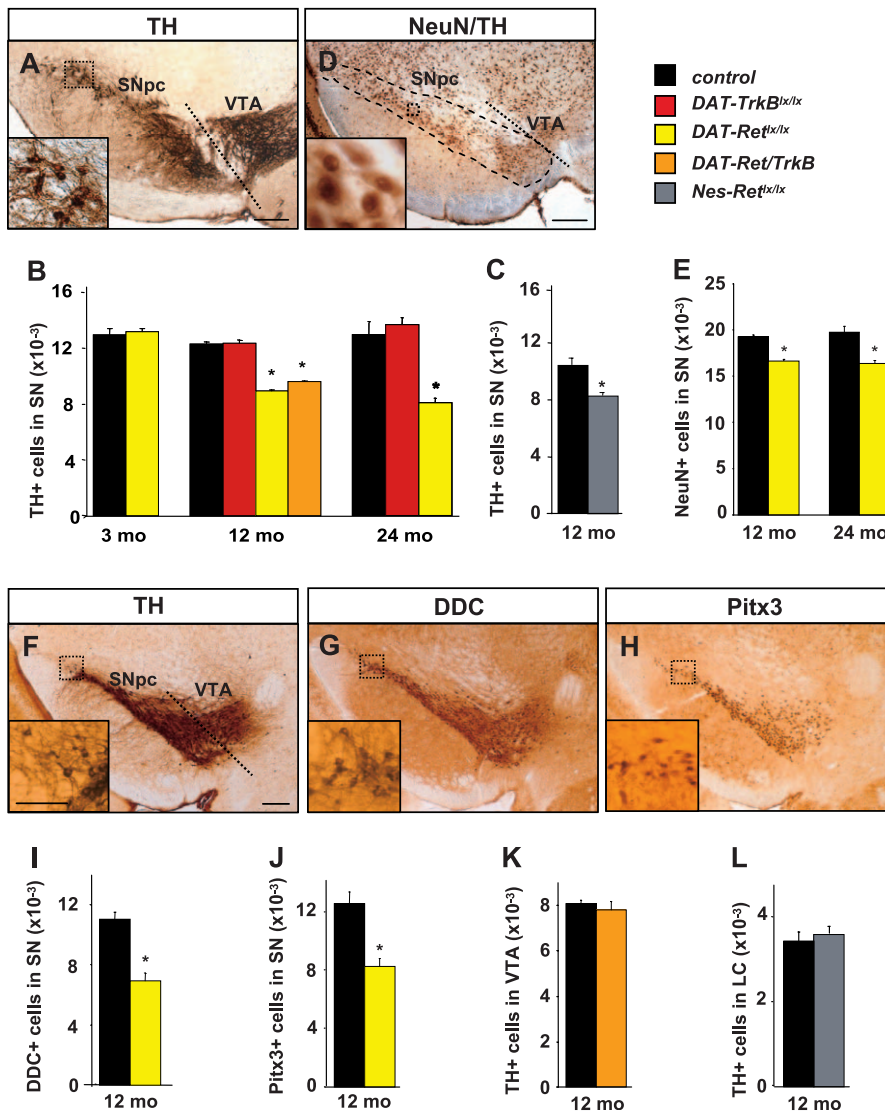 TH
NeuN/TH
A
SNpc
VTA
D
SNpc
VTA
control
DAT-TrkB^lx/lx
DAT-Ret^lx/lx
DAT-Ret/TrkB
Nes-Ret^lx/lx
B
TH+ cells in SN (x10^-3)
16
12
8
4
0
*
*
*
3 mo
12 mo
24 mo
C
TH+ cells in SN (x10^-3)
16
12
8
4
0
*
12 mo
E
NeuN+ cells in SN (x10^-3)
25
20
15
10
5
0
*
*
12 mo
24 mo
TH
DDC
Pitx3
F
SNpc
VTA
G
H
I
DDC+ cells in SN (x10^-3)
12
8
4
0
*
12 mo
J
Pitx3+ cells in SN (x10^-3)
12
8
4
0
*
12 mo
K
TH+ cells in VTA (x10^-3)
8
6
4
2
0
12 mo
L
TH+ cells in LC (x10^-3)
4
2
0
12 mo